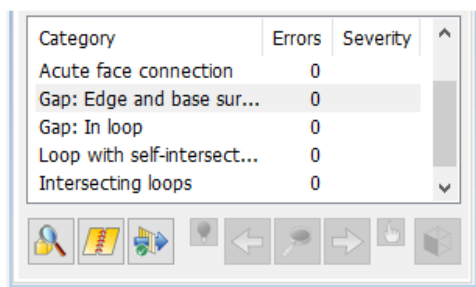 Category Errors Severity
Acute face connection 0
Gap: Edge and base sur... 0
Gap: In loop 0
Loop with self-intersect... 0
Intersecting loops 0